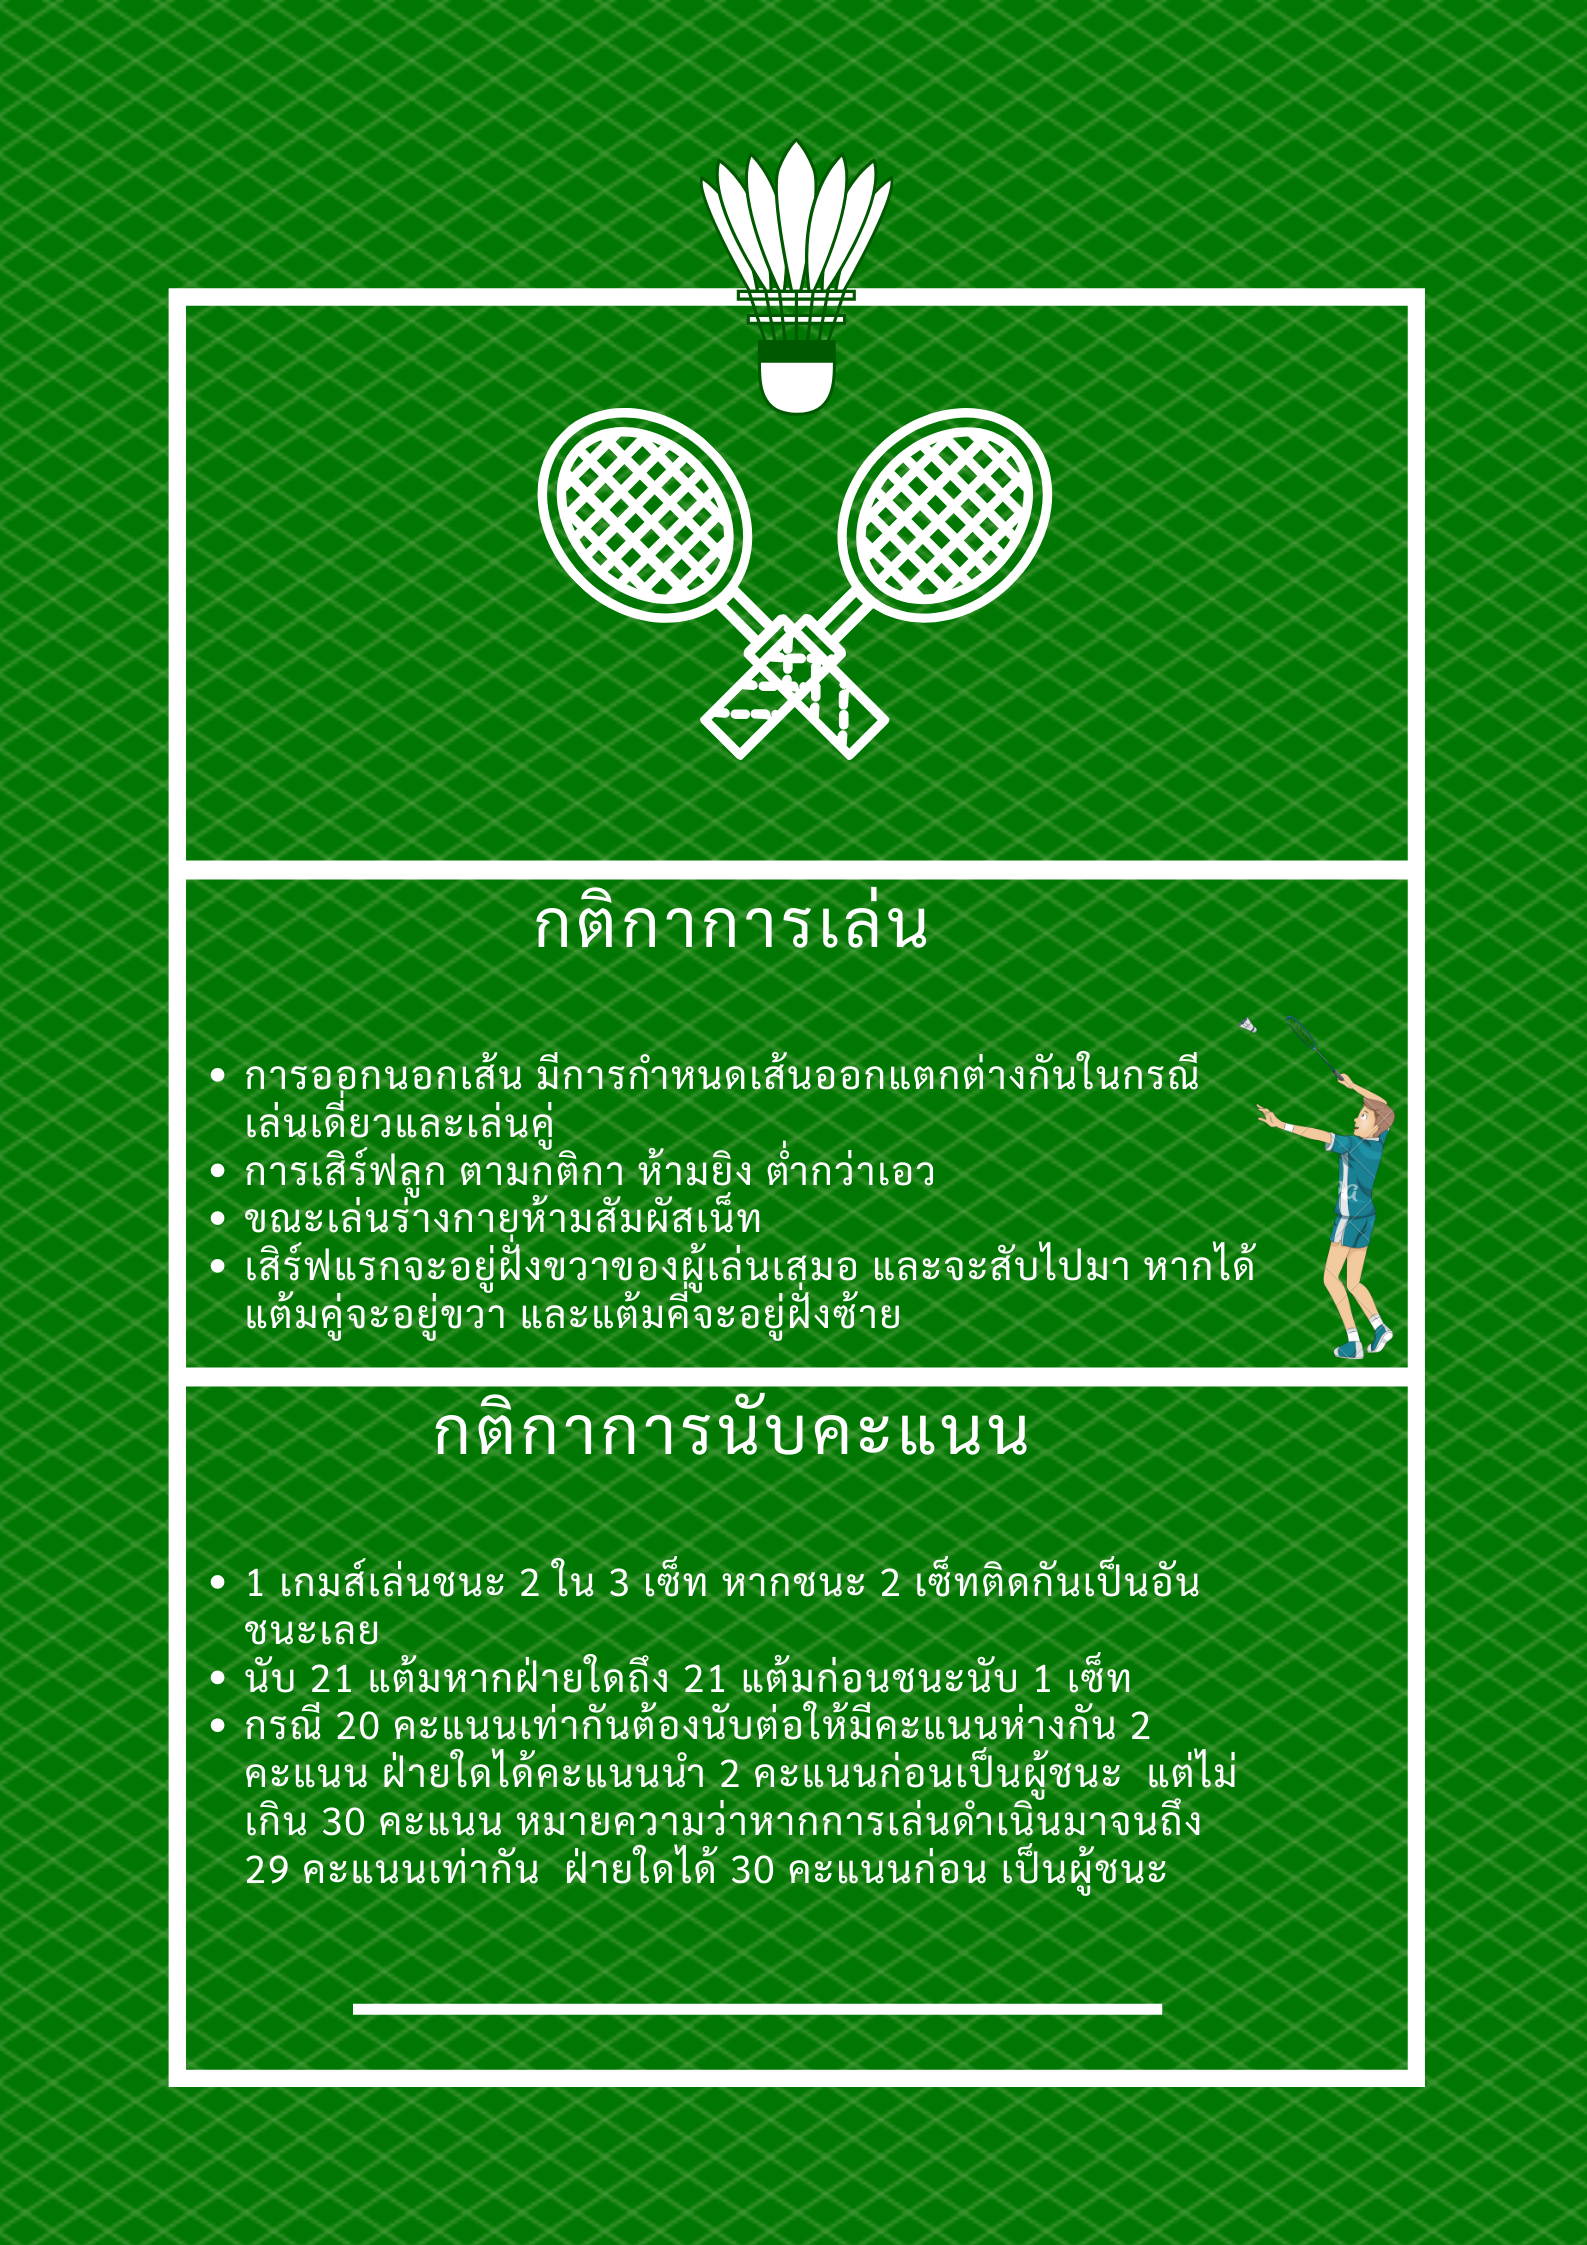 กติกาการเล่น
• การออกนอกเส้น มีการกำหนดเส้นออกแตกต่างกันในกรณี
เล่นเดี่ยวและเล่นคู่
• การเสิร์ฟลูก ตามกติกา ห้ามยิง ต่ำกว่าเอว
• ขณะเล่นร่างกายห้ามสัมผัสเน็ท
• เสิร์ฟแรกจะอยู่ฝั่งขวาของผู้เล่นเสมอ และจะสับไปมา หากได้
แต้มคู่จะอยู่ขวา และแต้มคี่จะอยู่ฝั่งซ้าย
กติกาการนับคะแนน
• 1 เกมส์เล่นชนะ 2 ใน 3 เซ็ท หากชนะ 2 เซ็ทติดกันเป็นอัน
ชนะเลย
• นับ 21 แต้มหากฝ่ายใดถึง 21 แต้มก่อนชนะนับ 1 เซ็ท
• กรณี 20 คะแนนเท่ากันต้องนับต่อให้มีคะแนนห่างกัน 2
คะแนน ฝ่ายใดได้คะแนนนำ 2 คะแนนก่อนเป็นผู้ชนะ  แต่ไม่
เกิน 30 คะแนน หมายความว่าหากการเล่นดำเนินมาจนถึง
29 คะแนนเท่ากัน  ฝ่ายใดได้ 30 คะแนนก่อน เป็นผู้ชนะ